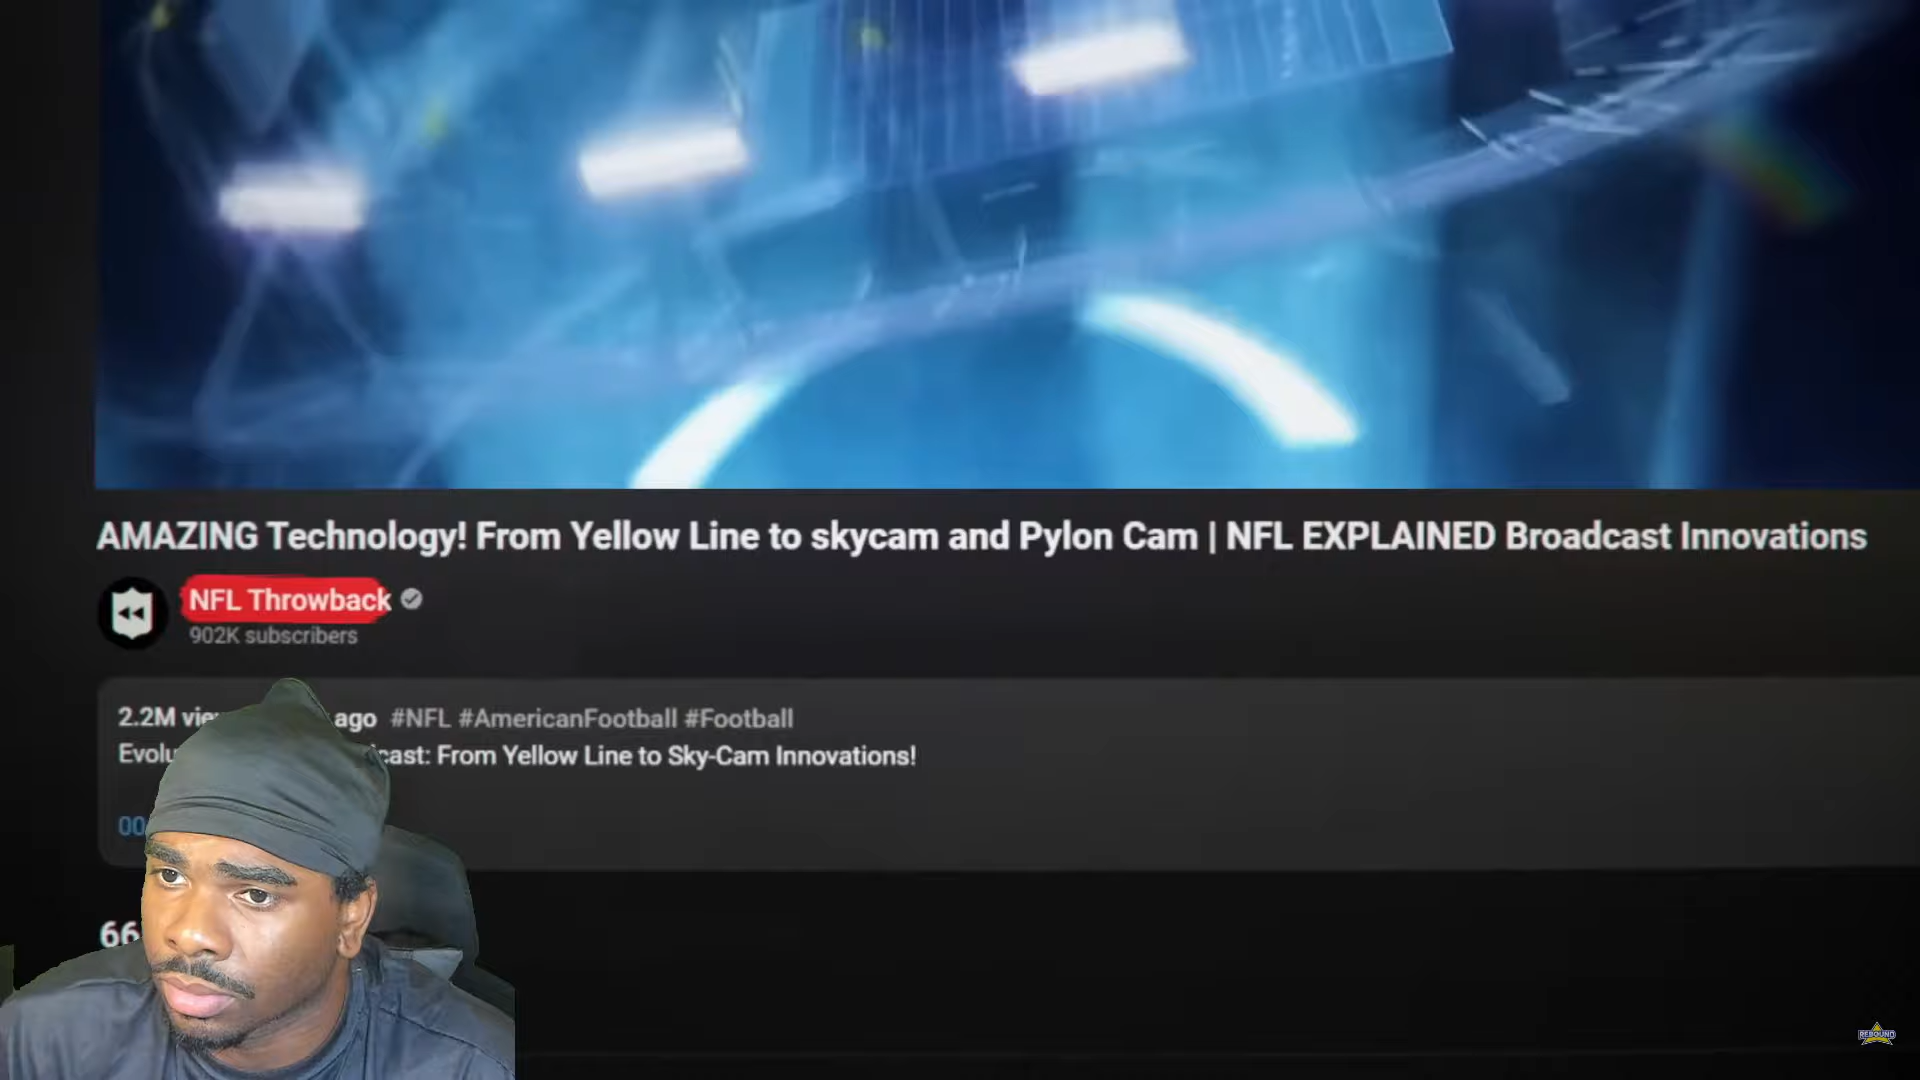 AMAZING Technology! From Yellow Line to skycam and Pylon Cam | NFL EXPLAINED Broadcast Innovations
NFL Throwback
902K subscribers
2.2M ago #NFL #AmericanFootball #Football
From Yellow Line to Sky-Cam Innovations!
REBOUND